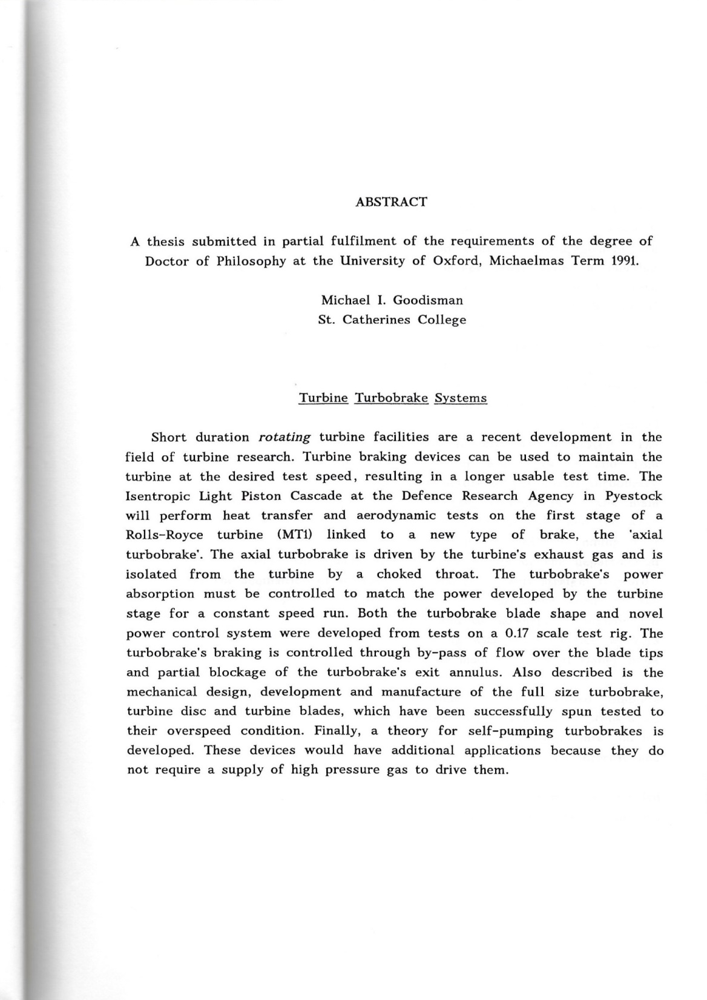 ABSTRACT
A thesis submitted in partial fulfilment of the requirements of the degree of
Doctor of Philosophy at the University of Oxford, Michaelmas Term 1991.
Michael I. Goodisman
St. Catherines College
Turbine Turbobrake Systems
Short duration rotating turbine facilities are a recent development in the
field of turbine research. Turbine braking devices can be used to maintain the
turbine at the desired test speed, resulting in a longer usable test time. The
Isentropic Light Piston Cascade at the Defence Research Agency in Pyestock
will perform heat transfer and aerodynamic tests on the first stage of a
Rolls-Royce turbine (MT1) linked to a new type of brake, the 'axial
turbobrake'. The axial turbobrake is driven by the turbine's exhaust gas and is
isolated from the turbine by a choked throat. The turbobrake's power
absorption must be controlled to match the power developed by the turbine
stage for a constant speed run. Both the turbobrake blade shape and novel
power control system were developed from tests on a 0.17 scale test rig. The
turbobrake's braking is controlled through by-pass of flow over the blade tips
and partial blockage of the turbobrake's exit annulus. Also described is the
mechanical design, development and manufacture of the full size turbobrake,
turbine disc and turbine blades, which have been successfully spun tested to
their overspeed condition. Finally, a theory for self-pumping turbobrakes is
developed. These devices would have additional applications because they do
not require a supply of high pressure gas to drive them.